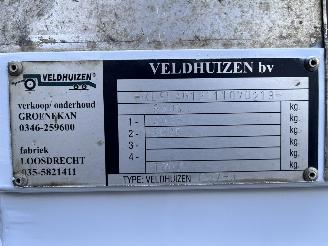 VELDHUIZEN®
verkoop/onderhoud
GROENEKAN
0346-259600
fabriek
LOOSDRECHT
035-5821411
VELDHUIZEN bv
kg.
1- kg.
2- kg.
3- kg.
4- kg.
kg.
TYPE: VELDHUIZEN